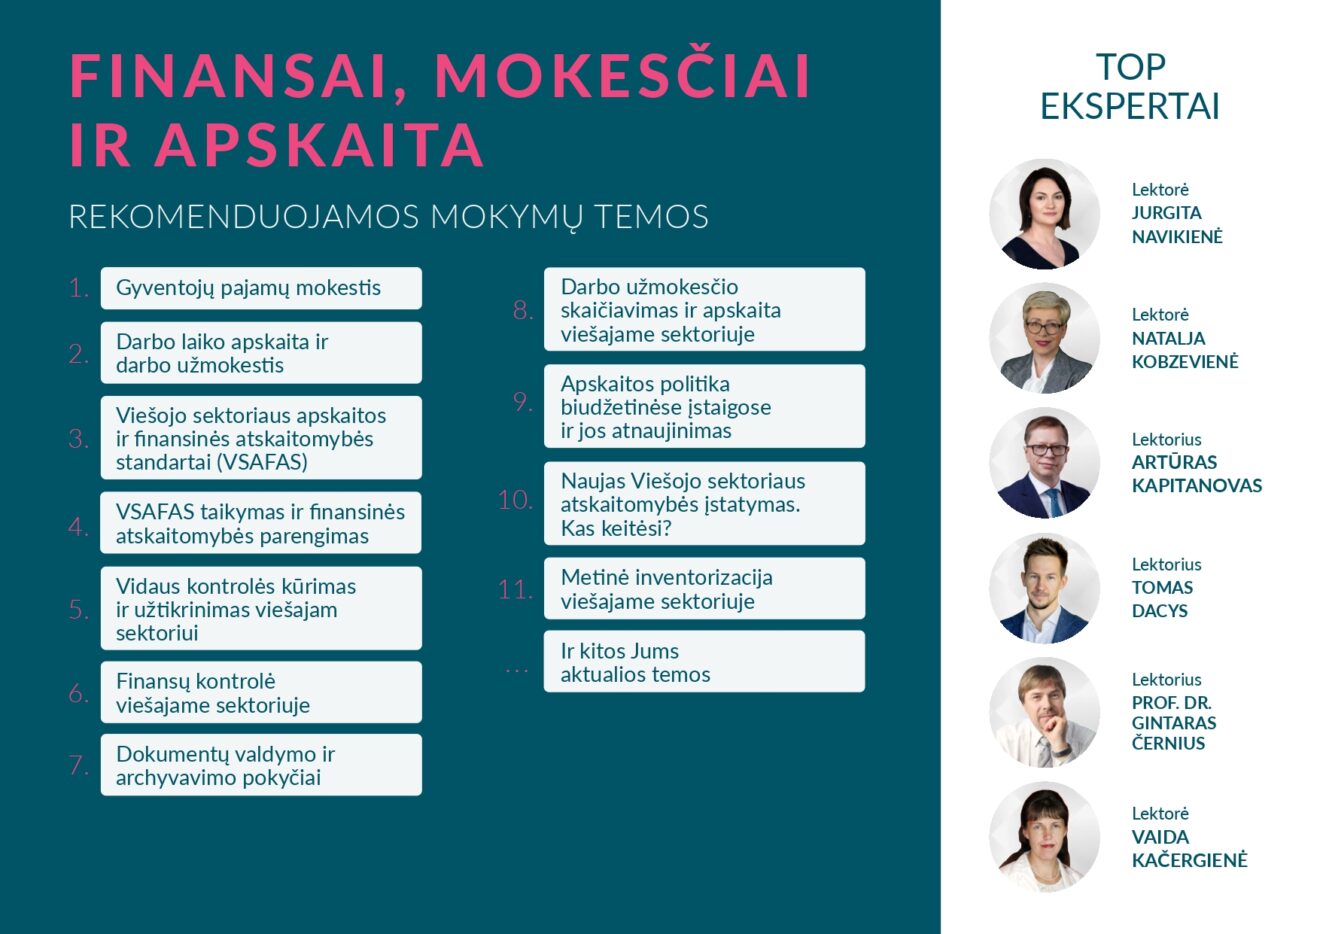 FINANSAI, MOKESČIAI
IR APSKAITA
REKOMENDUOJAMOS MOKYMŲ TEMOS
1.
Gyventojų pajamų mokestis
2.
Darbo laiko apskaita ir
darbo užmokestis
3.
Viešojo sektoriaus apskaitos
ir finansinės atskaitomybės
standartai (VSAFAS)
4.
VSAFAS taikymas ir finansinės
atskaitomybės parengimas
5.
Vidaus kontrolės kūrimas
ir užtikrinimas viešajam
sektoriui
6.
Finansų kontrolė
viešajame sektoriuje
7.
Dokumentų valdymo ir
archyvavimo pokyčiai
8.
Darbo užmokesčio
skaičiavimas ir apskaita
viešajame sektoriuje
9.
Apskaitos politika
biudžetinėse įstaigose
ir jos atnaujinimas
10.
Naujas Viešojo sektoriaus
atskaitomybės įstatymas.
Kas keitėsi?
11.
Metinė inventorizacija
viešajame sektoriuje
...
Ir kitos Jums
aktualios temos
TOP
EKSPERTAI
Lektorė
JURGITA
NAVIKIENĖ
Lektorė
NATALJA
KOBZEVIENĖ
Lektorius
ARTŪRAS
KAPITANOVAS
Lektorius
TOMAS
DACYS
Lektorius
PROF. DR.
GINTARAS
ČERNIUS
Lektorė
VAIDA
KAČERGIENĖ